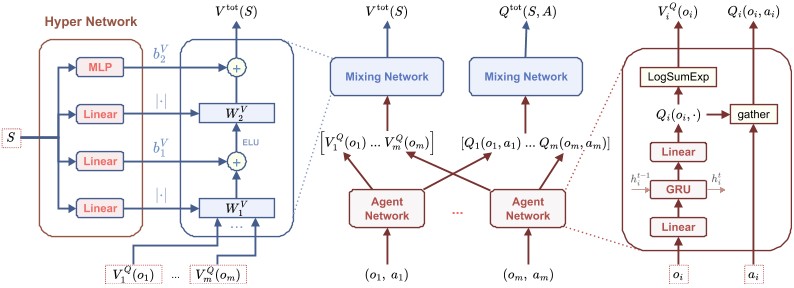 Hyper Network
S
MLP
Linear
Linear
Linear
b_2^V
|·|
b_1^V
|·|
V^tot(S)
+
W_2^V
ELU
+
W_1^V
...
V_1^Q(o_1) ... V_m^Q(o_m)
V^tot(S)
Q^tot(S, A)
Mixing Network
Mixing Network
[V_1^Q(o_1) ... V_m^Q(o_m)]
[Q_1(o_1, a_1) ... Q_m(o_m, a_m)]
Agent
Network
...
Agent
Network
(o_1, a_1)
(o_m, a_m)
V_i^Q(o_i)
Q_i(o_i, a_i)
LogSumExp
Q_i(o_i, ·)
gather
Linear
h_i^{t-1}
GRU
h_i^t
Linear
o_i
a_i